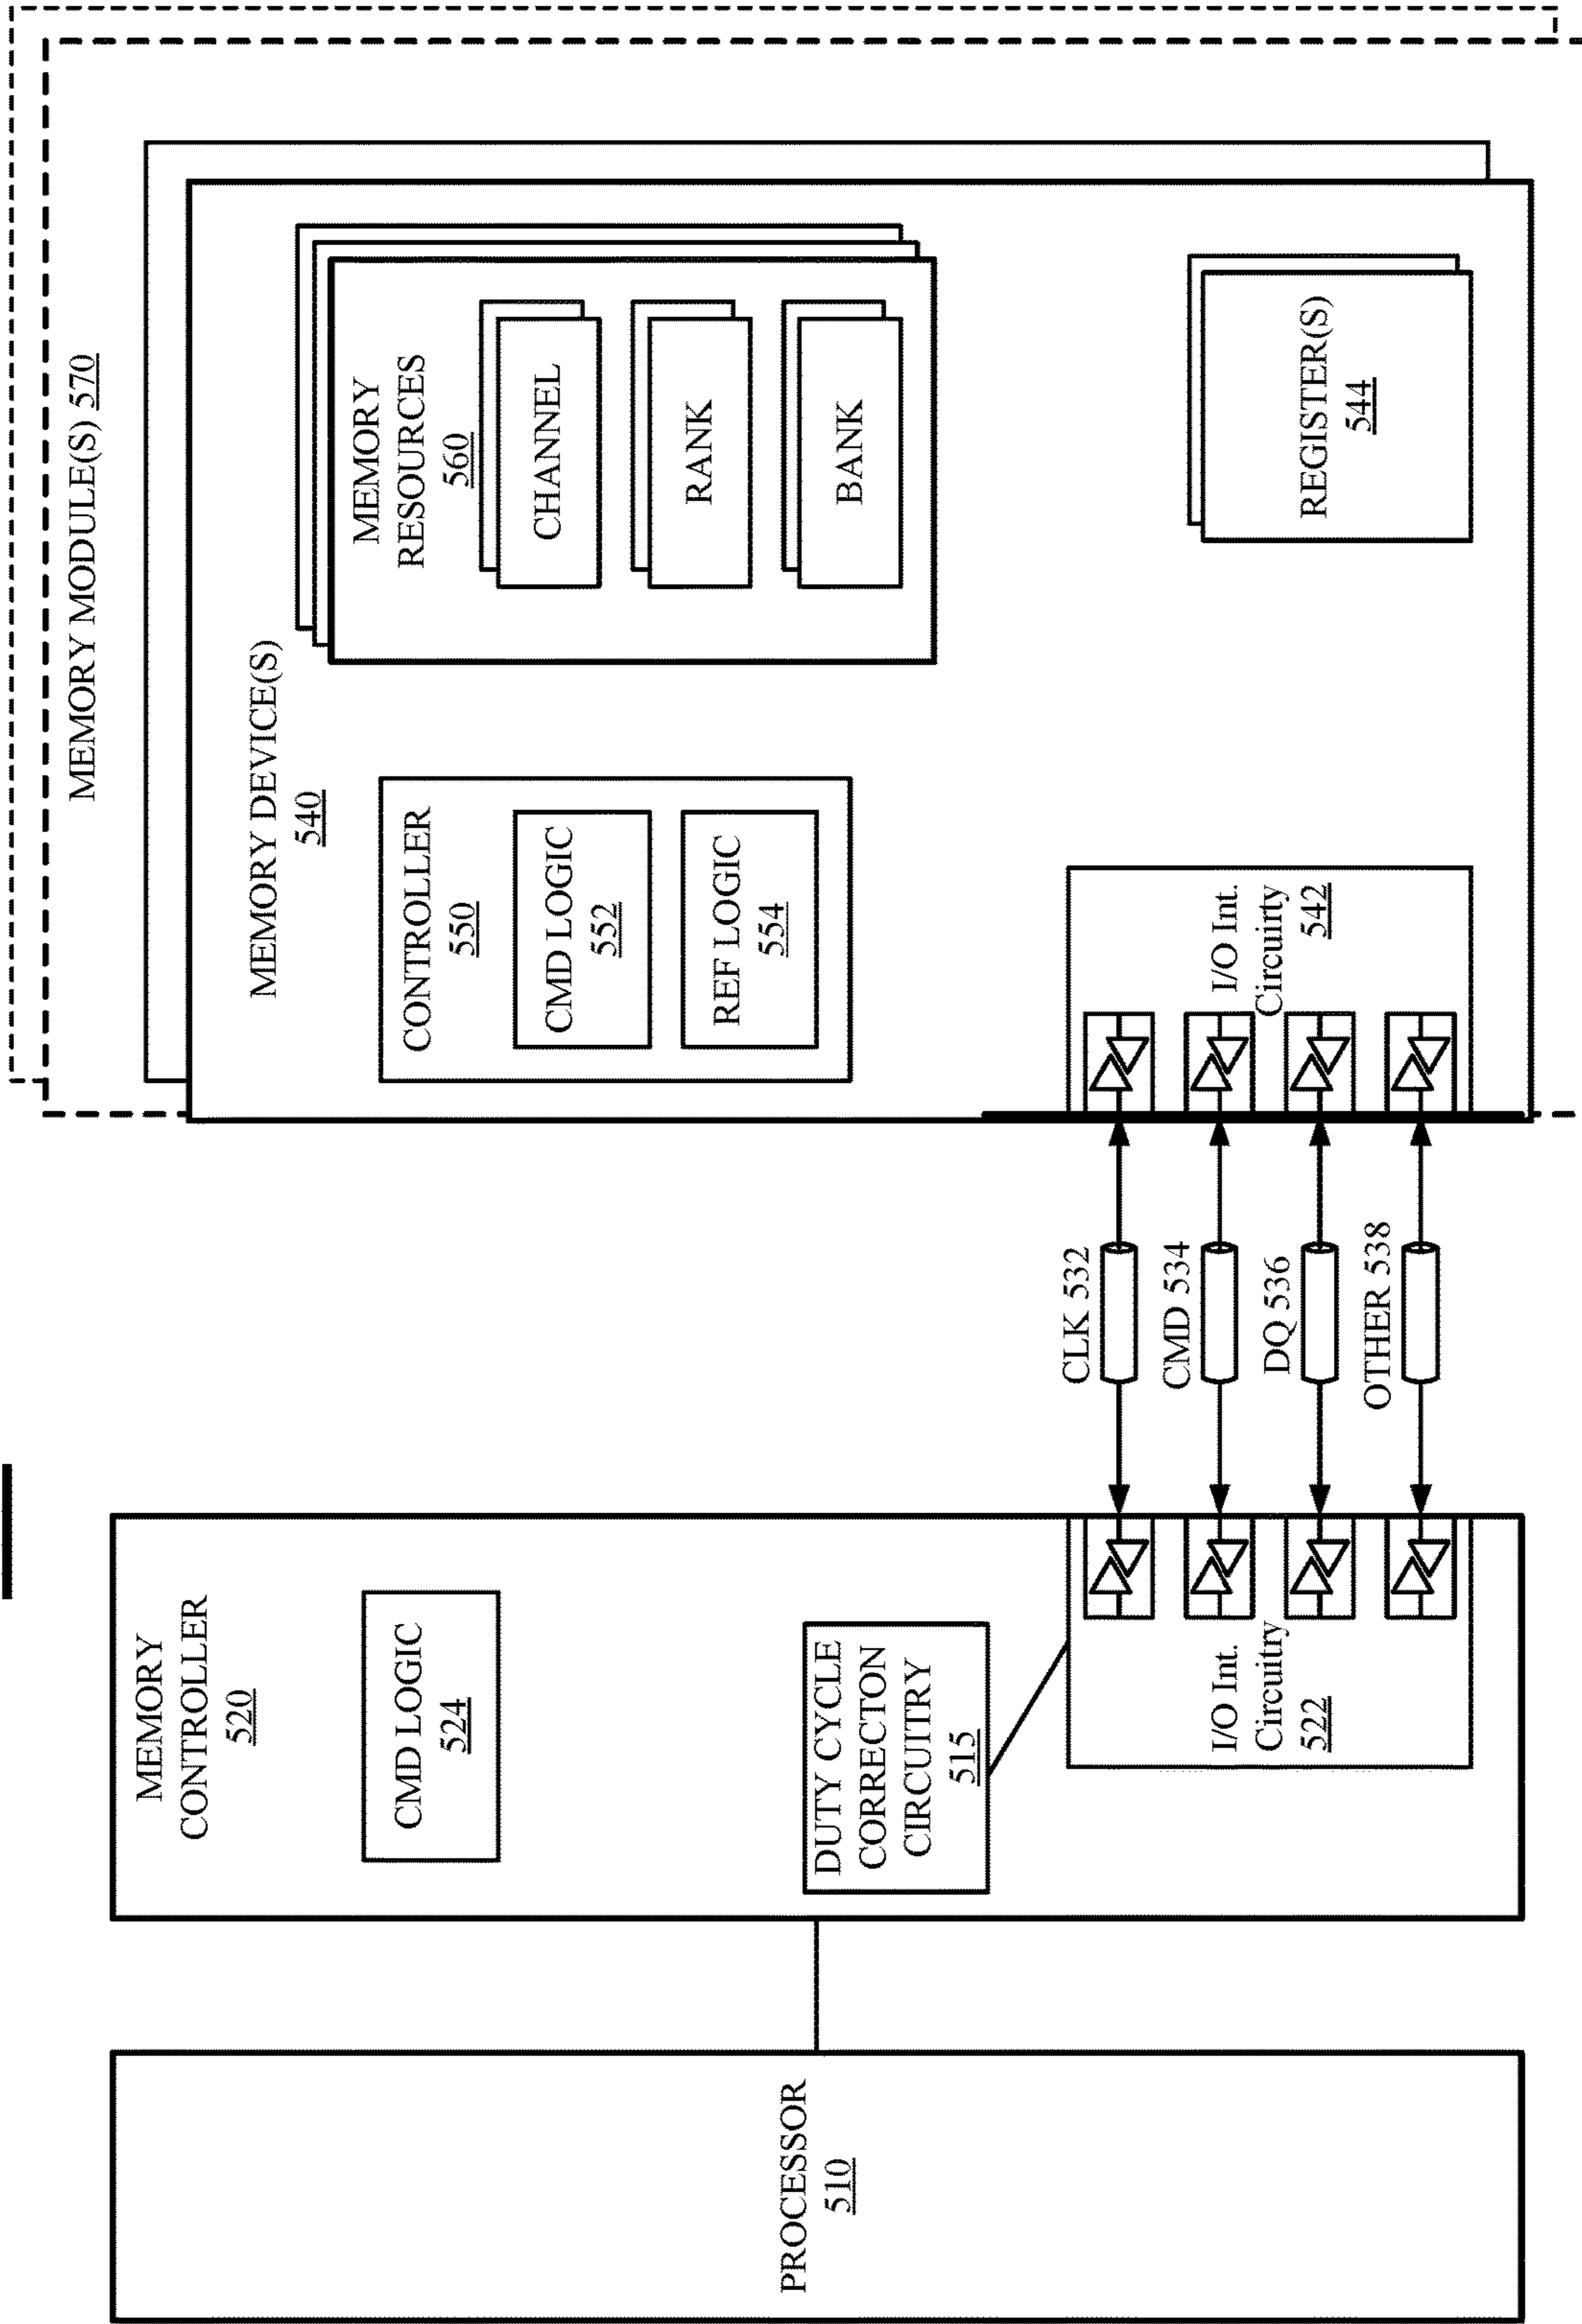 PROCESSOR
510
MEMORY
CONTROLLER
520
CMD LOGIC
524
DUTY CYCLE
CORRECTON
CIRCUITRY
515
I/O Int.
Circuitry
522
CLK 532
CMD 534
DQ 536
OTHER 538
MEMORY MODULE(S) 570
MEMORY DEVICE(S)
540
CONTROLLER
550
CMD LOGIC
552
REF LOGIC
554
MEMORY
RESOURCES
560
CHANNEL
RANK
BANK
I/O Int.
Circuitry
542
REGISTER(S)
544